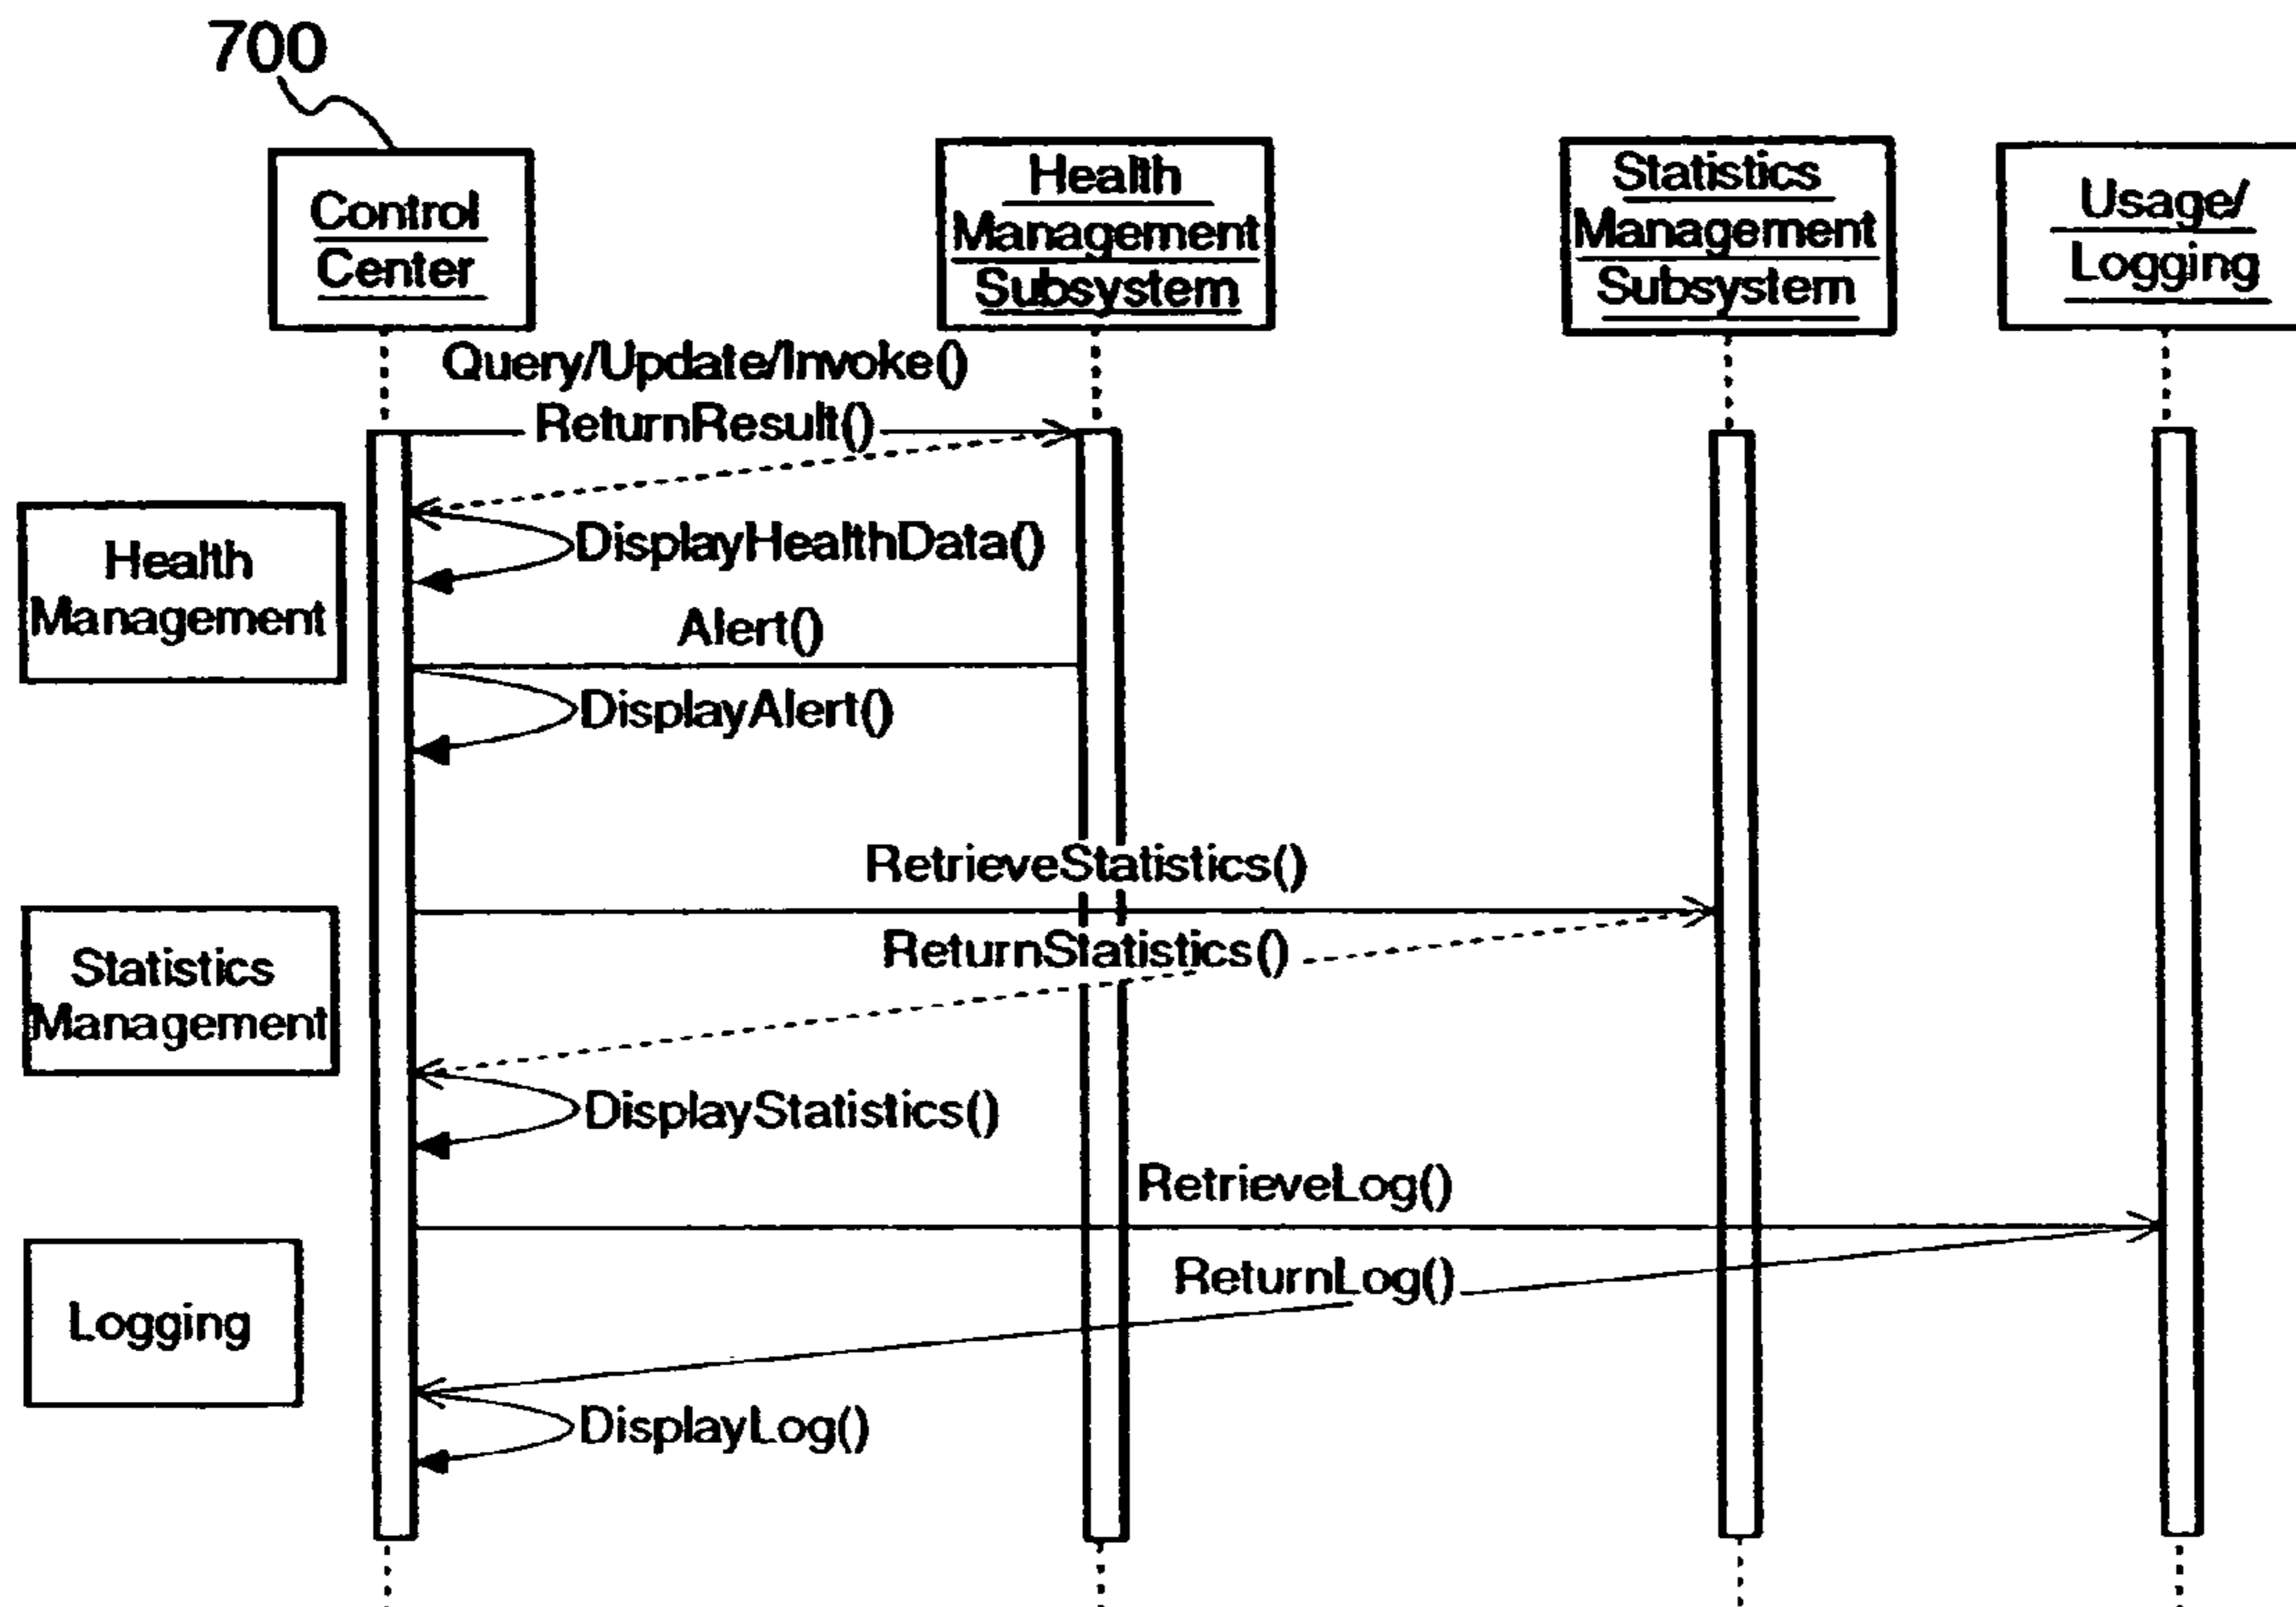 700
Control
Center
Health
Management
Subsystem
Statistics
Management
Subsystem
Usage/
Logging
Query/Update/Invoke()
ReturnResult()
DisplayHealthData()
Health
Management
Alert()
DisplayAlert()
RetrieveStatistics()
ReturnStatistics()
Statistics
Management
DisplayStatistics()
RetrieveLog()
ReturnLog()
Logging
DisplayLog()